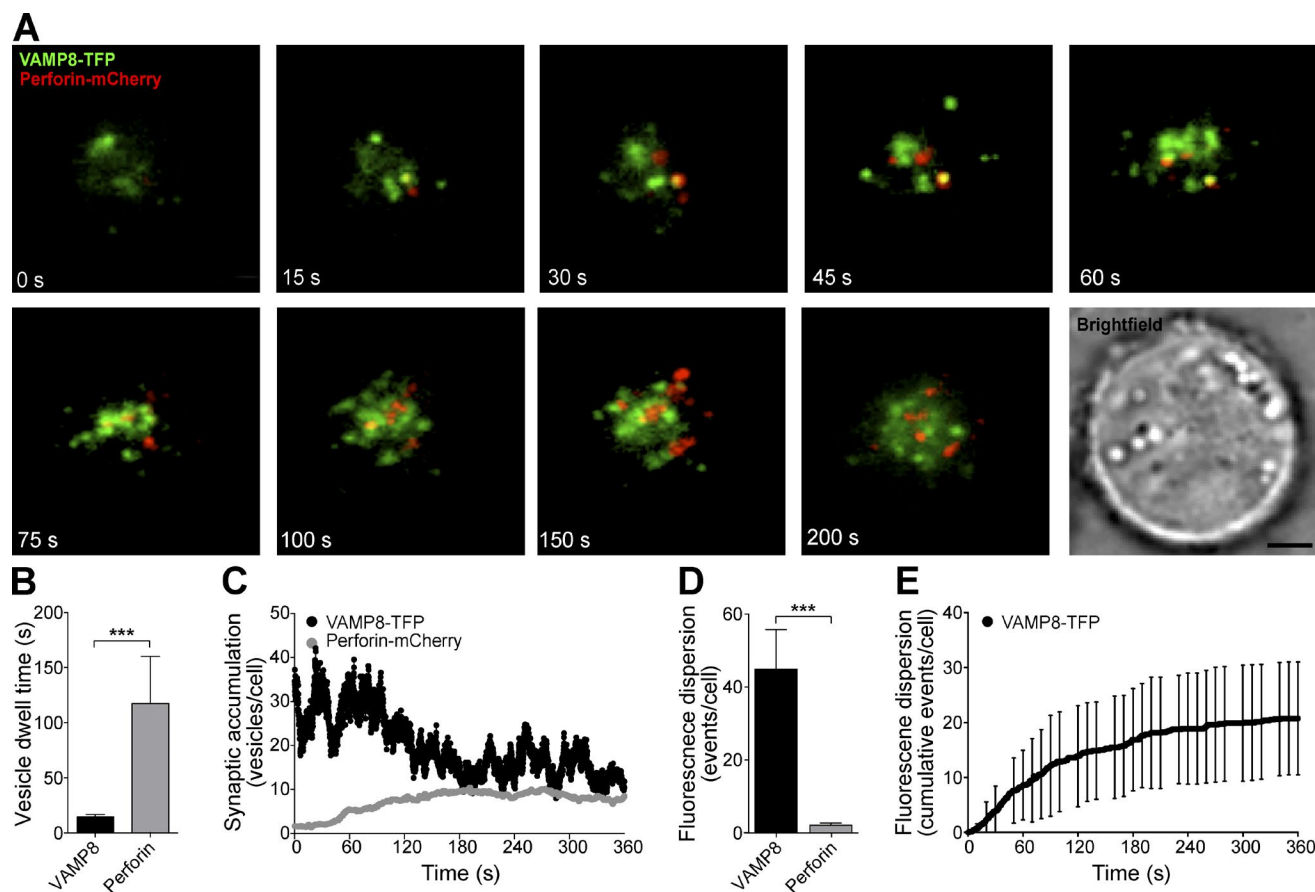 A
VAMP8-TFP
Perforin-mCherry
0 s
15 s
30 s
45 s
60 s
75 s
100 s
150 s
200 s
Brightfield
B
Vesicle dwell time (s)
200
150
100
50
0
***
VAMP8
Perforin
C
Synaptic accumulation
(vesicles/cell)
50
40
30
20
10
0
VAMP8-TFP
Perforin-mCherry
0
60
120
180
240
300
360
Time (s)
D
Fluorescmece dispersion
(events/cell)
60
40
20
0
***
VAMP8
Perforin
E
Fluorescene dispersion
(cumulative events/cell)
40
30
20
10
0
VAMP8-TFP
0
60
120
180
240
300
360
Time (s)